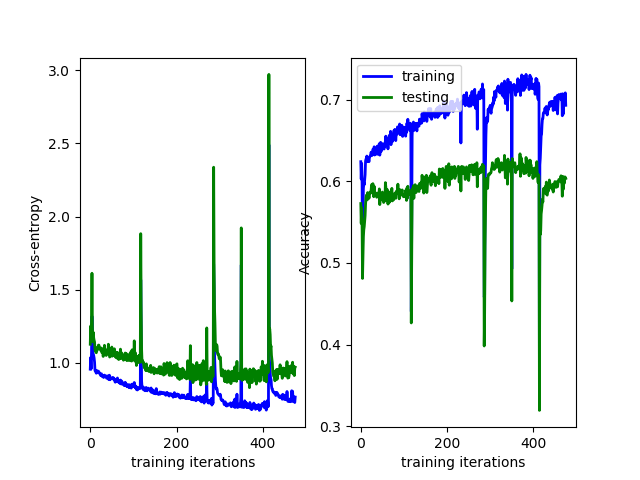 3.0
2.5
2.0
1.5
1.0
Cross-entropy
0 200 400
training iterations
training
testing
0.7
0.6
0.5
0.4
0.3
Accuracy
0 200 400
training iterations